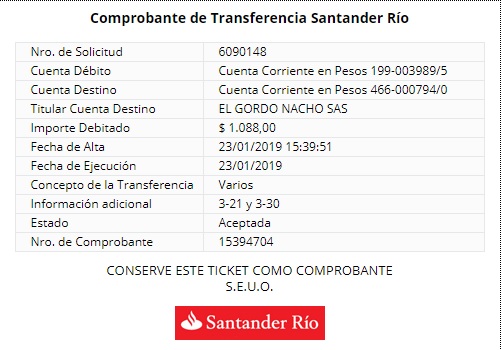 Comprobante de Transferencia Santander Río
Nro. de Solicitud 6090148
Cuenta Débito Cuenta Corriente en Pesos 199-003989/5
Cuenta Destino Cuenta Corriente en Pesos 466-000794/0
Titular Cuenta Destino EL GORDO NACHO SAS
Importe Debitado $ 1.088,00
Fecha de Alta 23/01/2019 15:39:51
Fecha de Ejecución 23/01/2019
Concepto de la Transferencia Varios
Información adicional 3-21 y 3-30
Estado Aceptada
Nro. de Comprobante 15394704
CONSERVE ESTE TICKET COMO COMPROBANTE
S.E.U.O.
Santander Río